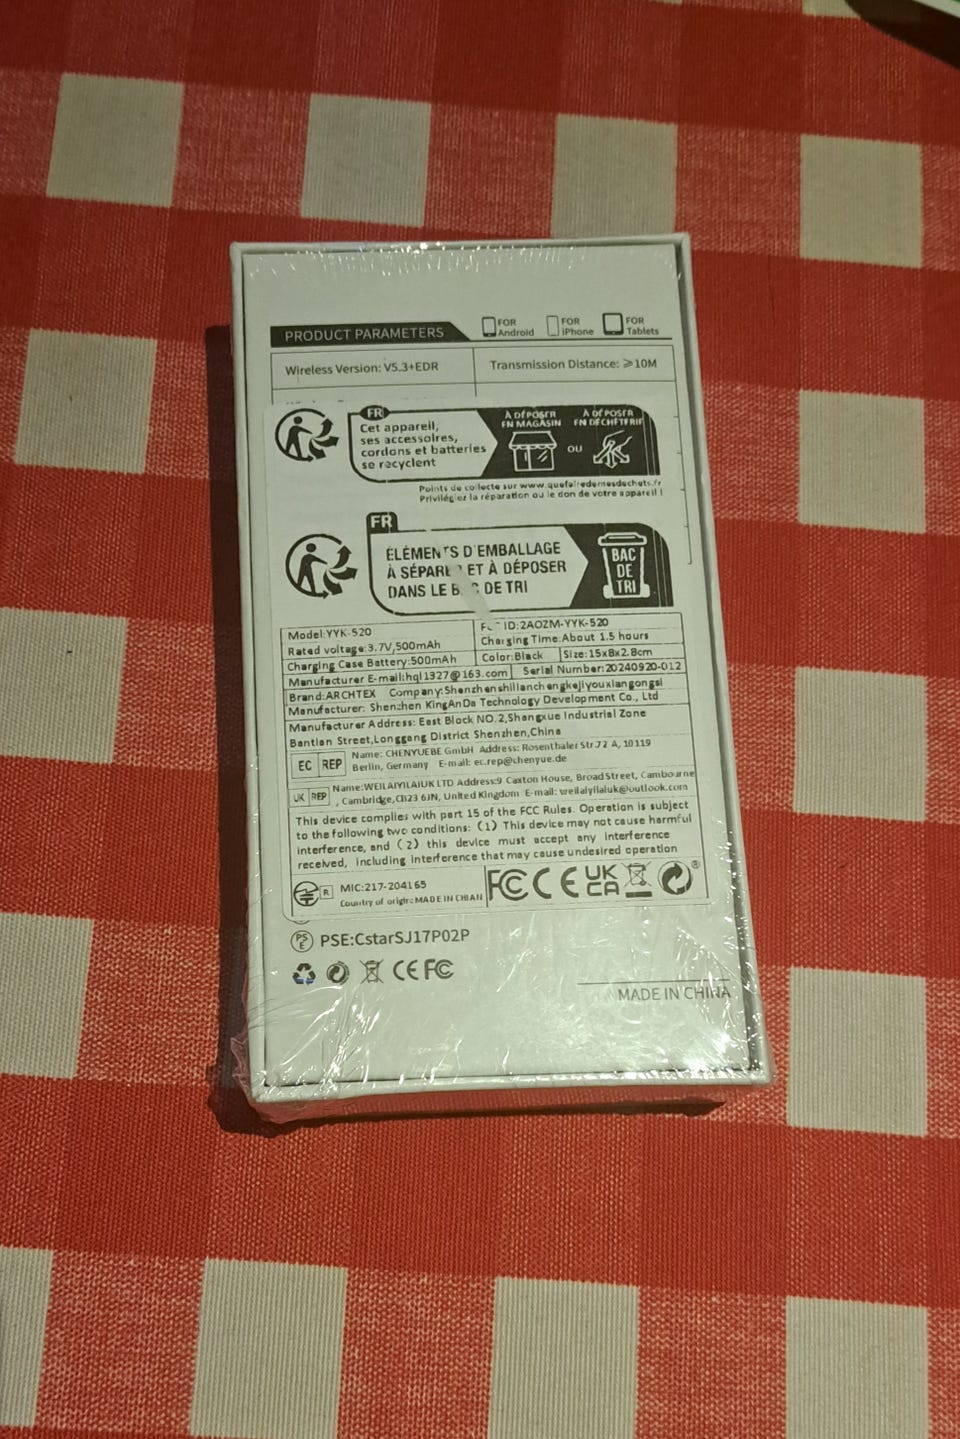 PRODUCT PARAMETERS
FOR Android
FOR iPhone
FOR Tablets
Wireless Version: V5.3+EDR
Transmission Distance: ⩾10M
FR
Cet appareil,
ses accessoires,
cordons et batteries
se recyclent
À DÉPOSER
EN MAGASIN
OU
À DÉPOSER
EN DÉCHÈTERIE
Points de collecte sur www.quefairedemesdechets.fr
Privilégiez la réparation ou le don de votre appareil !
FR
ÉLÉMENTS D'EMBALLAGE
À SÉPARE ET À DÉPOSER
DANS LE B C DE TRI
BAC
DE
TRI
Model:YYK-520
F ID:2AOZM-YYK-520
Rated voltage:3.7V,500mAh
Charging Time:About 1.5 hours
Charging Case Battery:500mAh
Color:Black
Size:15x8x2.8cm
Manufacturer E-mail:hql1327@163.com
Serial Number:20240920-012
Brand:ARCHTEX Company:Shenzhenshilianchengkejiyouxiangongsi
Manufacturer: Shenzhen KingAnDa Technology Development Co., Ltd
Manufacturer Address: East Block NO.2,Shangxue Industrial Zone
Bantian Street,Longgang District Shenzhen,China
EC REP
Name: CHENYUEBE GmbH Address: Rosenthaler Str.72 A, 10119
Berlin, Germany E-mail: ec.rep@chenyue.de
UK REP
Name:WEILAIYILAIUK LTD Address:9 Caxton House, Broad Street, Cambourne
, Cambridge,CB23 6JN, United Kingdom E-mail: weilaiyilaiuk@outlook.com
This device complies with part 15 of the FCC Rules. Operation is subject
to the following two conditions: (1) This device may not cause harmful
interference, and (2) this device must accept any interference
received, including interference that may cause undesired operation
R
MIC:217-204165
Country of origin:MADE IN CHIAN
FC CE UK CA ®
PSE
PSE:CstarSJ17P02P
CE FC
MADE IN CHINA